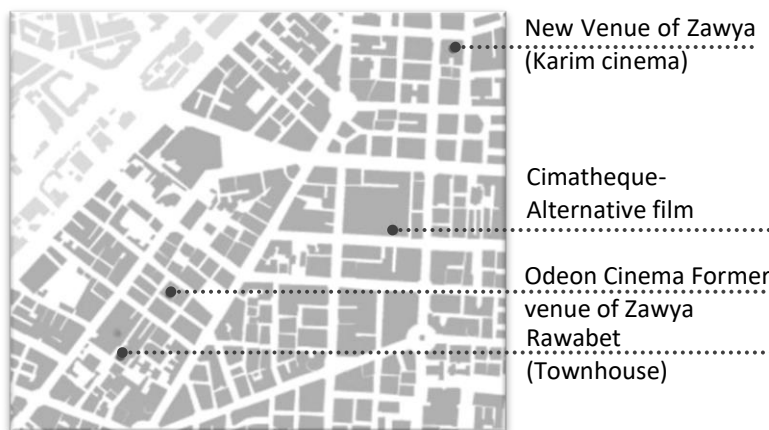 New Venue of Zawya
(Karim cinema)
Cimatheque-
Alternative film
Odeon Cinema Former
venue of Zawya
Rawabet
(Townhouse)